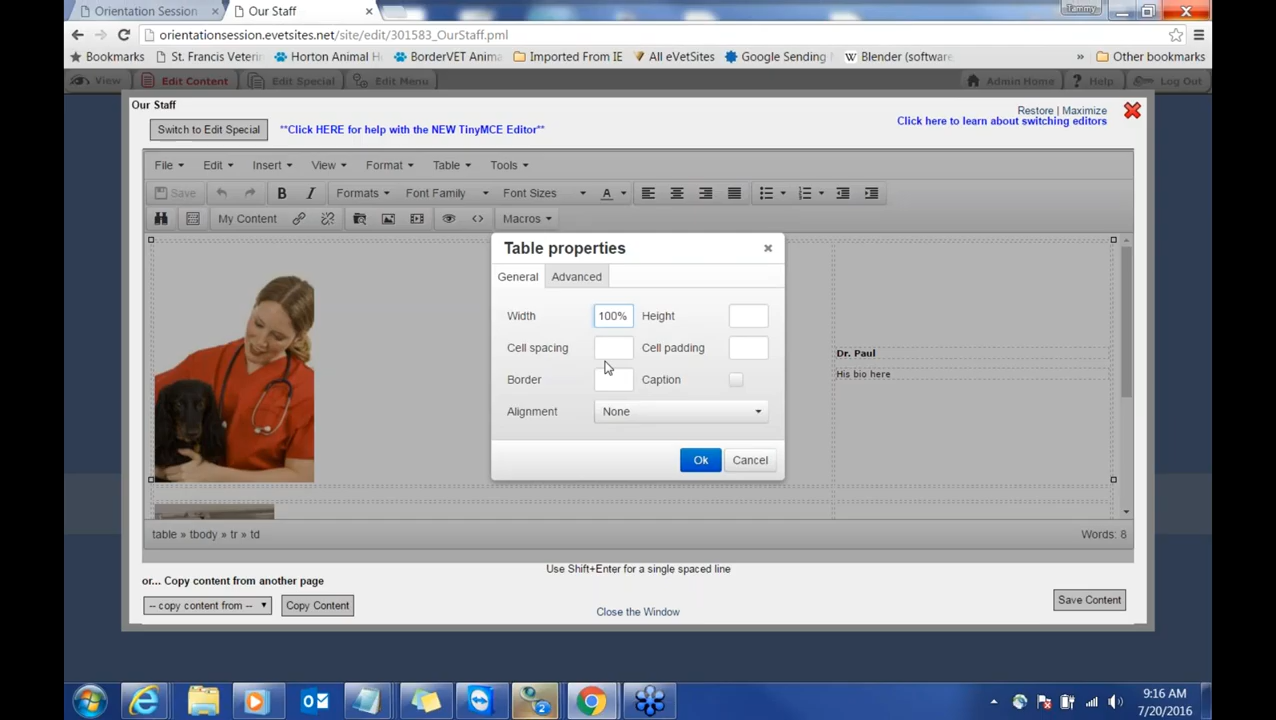 Orientation Session ×
Our Staff ×
Tammy
orientationsession.evetsites.net/site/edit/301583_OurStaff.pml
Bookmarks St. Francis Veterin Horton Animal H BorderVET Anima Imported From IE All eVetSites Google Sending Blender (software » Other bookmarks
View Edit Content Edit Special Edit Menu Admin Home Help Log Out
Our Staff
Restore | Maximize
Click here to learn about switching editors
Switch to Edit Special **Click HERE for help with the NEW TinyMCE Editor**
File Edit Insert View Format Table Tools
Save B I Formats Font Family Font Sizes A
My Content Macros
Table properties ×
General Advanced
Width 100% Height
Cell spacing Cell padding
Border Caption
Alignment None
Ok Cancel
Dr. Paul
His bio here
table » tbody » tr » td Words: 8
Use Shift+Enter for a single spaced line
or... Copy content from another page
-- copy content from -- Copy Content
Close the Window
Save Content
2
9:16 AM
7/20/2016